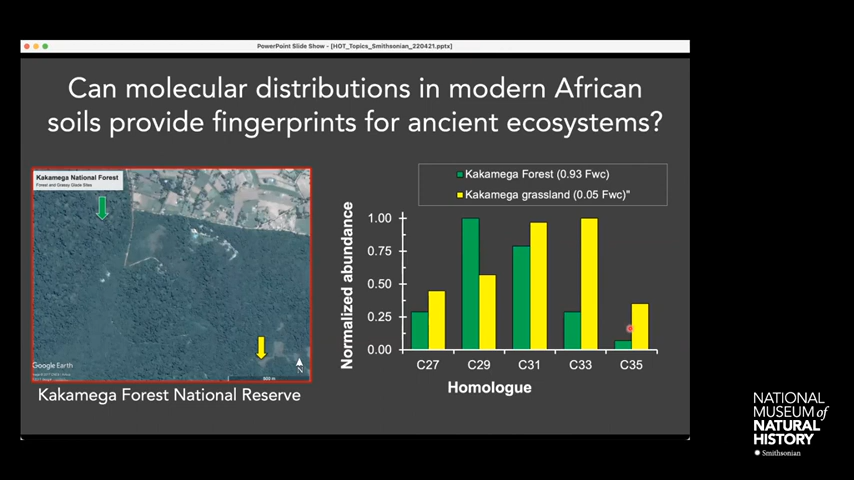 PowerPoint Slide Show - [HOT_Topics_Smithsonian_220421.pptx]
Can molecular distributions in modern African
soils provide fingerprints for ancient ecosystems?
Kakamega National Forest
Forest and Grassy Glade Sites
Google Earth
N
Kakamega Forest National Reserve
Kakamega Forest (0.93 Fwc)
Kakamega grassland (0.05 Fwc)"
Normalized abundance
1.00
0.75
0.50
0.25
0.00
C27 C29 C31 C33 C35
Homologue
NATIONAL
MUSEUM of
NATURAL
HISTORY
Smithsonian